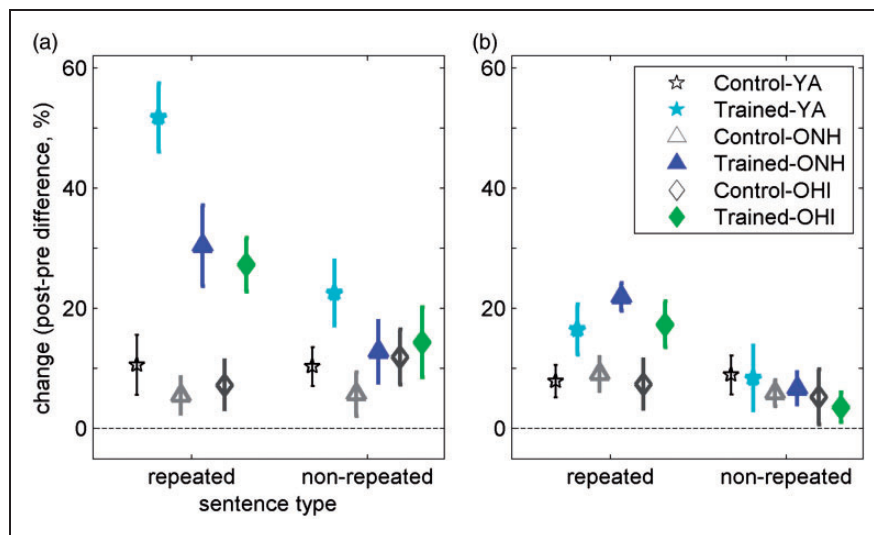 (a)
60
40
20
0
change (post-pre difference, %)
repeated
non-repeated
sentence type
(b)
60
40
20
0
Control-YA
Trained-YA
Control-ONH
Trained-ONH
Control-OHI
Trained-OHI
repeated
non-repeated